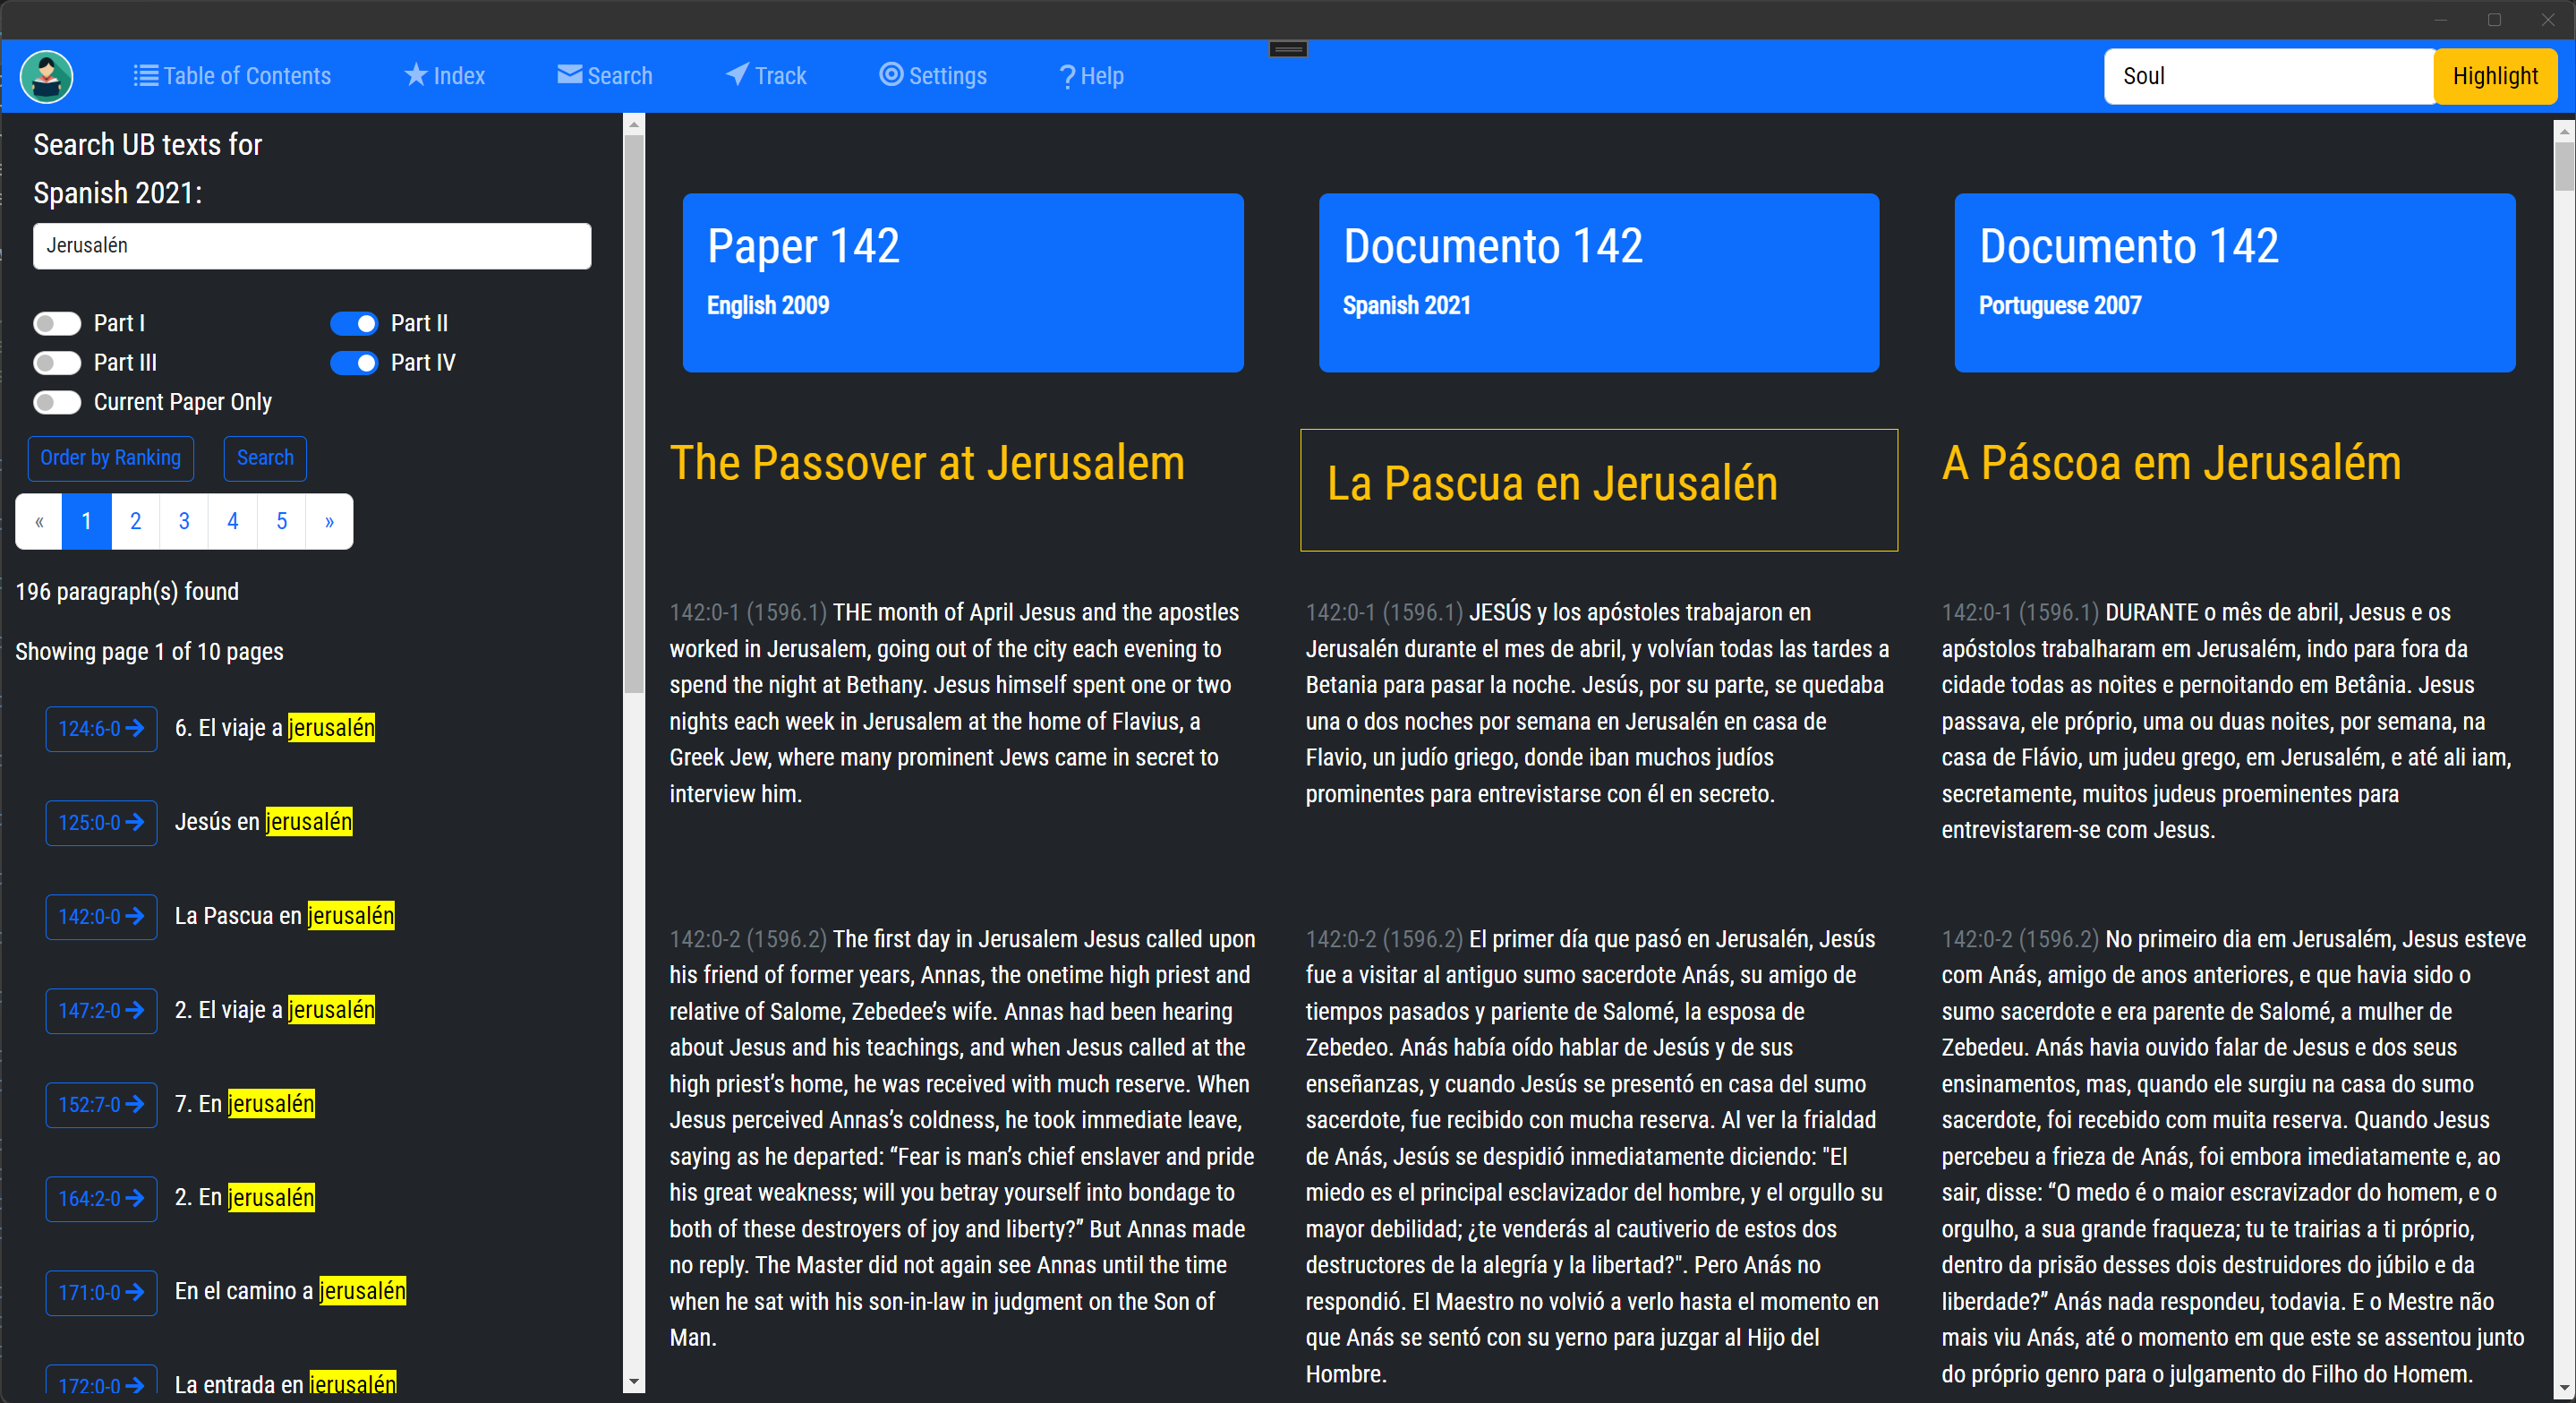 Table of Contents
Index
Search
Track
Settings
Help
Soul
Highlight
Search UB texts for
Spanish 2021:
Jerusalén
Part I
Part II
Part III
Part IV
Current Paper Only
Order by Ranking
Search
« 1 2 3 4 5 »
196 paragraph(s) found
Showing page 1 of 10 pages
124:6-0 6. El viaje a jerusalén
125:0-0 Jesús en jerusalén
142:0-0 La Pascua en jerusalén
147:2-0 2. El viaje a jerusalén
152:7-0 7. En jerusalén
164:2-0 2. En jerusalén
171:0-0 En el camino a jerusalén
172:0-0 La entrada en jerusalén
Paper 142
English 2009
The Passover at Jerusalem
142:0-1 (1596.1) THE month of April Jesus and the apostles
worked in Jerusalem, going out of the city each evening to
spend the night at Bethany. Jesus himself spent one or two
nights each week in Jerusalem at the home of Flavius, a
Greek Jew, where many prominent Jews came in secret to
interview him.
142:0-2 (1596.2) The first day in Jerusalem Jesus called upon
his friend of former years, Annas, the onetime high priest and
relative of Salome, Zebedee’s wife. Annas had been hearing
about Jesus and his teachings, and when Jesus called at the
high priest’s home, he was received with much reserve. When
Jesus perceived Annas’s coldness, he took immediate leave,
saying as he departed: “Fear is man’s chief enslaver and pride
his great weakness; will you betray yourself into bondage to
both of these destroyers of joy and liberty?” But Annas made
no reply. The Master did not again see Annas until the time
when he sat with his son-in-law in judgment on the Son of
Man.
Documento 142
Spanish 2021
La Pascua en Jerusalén
142:0-1 (1596.1) JESÚS y los apóstoles trabajaron en
Jerusalén durante el mes de abril, y volvían todas las tardes a
Betania para pasar la noche. Jesús, por su parte, se quedaba
una o dos noches por semana en Jerusalén en casa de
Flavio, un judío griego, donde iban muchos judíos
prominentes para entrevistarse con él en secreto.
142:0-2 (1596.2) El primer día que pasó en Jerusalén, Jesús
fue a visitar al antiguo sumo sacerdote Anás, su amigo de
tiempos pasados y pariente de Salomé, la esposa de
Zebedeo. Anás había oído hablar de Jesús y de sus
enseñanzas, y cuando Jesús se presentó en casa del sumo
sacerdote, fue recibido con mucha reserva. Al ver la frialdad
de Anás, Jesús se despidió inmediatamente diciendo: "El
miedo es el principal esclavizador del hombre, y el orgullo su
mayor debilidad; ¿te venderás al cautiverio de estos dos
destructores de la alegría y la libertad?". Pero Anás no
respondió. El Maestro no volvió a verlo hasta el momento en
que Anás se sentó con su yerno para juzgar al Hijo del
Hombre.
Documento 142
Portuguese 2007
A Páscoa em Jerusalém
142:0-1 (1596.1) DURANTE o mês de abril, Jesus e os
apóstolos trabalharam em Jerusalém, indo para fora da
cidade todas as noites e pernoitando em Betânia. Jesus
passava, ele próprio, uma ou duas noites, por semana, na
casa de Flávio, um judeu grego, em Jerusalém, e até ali iam,
secretamente, muitos judeus proeminentes para
entrevistarem-se com Jesus.
142:0-2 (1596.2) No primeiro dia em Jerusalém, Jesus esteve
com Anás, amigo de anos anteriores, e que havia sido o
sumo sacerdote e era parente de Salomé, a mulher de
Zebedeu. Anás havia ouvido falar de Jesus e dos seus
ensinamentos, mas, quando ele surgiu na casa do sumo
sacerdote, foi recebido com muita reserva. Quando Jesus
percebeu a frieza de Anás, foi embora imediatamente e, ao
sair, disse: “O medo é o maior escravizador do homem, e o
orgulho, a sua grande fraqueza; tu te trairias a ti próprio,
dentro da prisão desses dois destruidores do júbilo e da
liberdade?” Anás nada respondeu, todavia. E o Mestre não
mais viu Anás, até o momento em que este se assentou junto
do próprio genro para o julgamento do Filho do Homem.